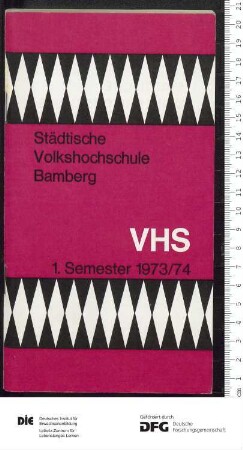 Städtische
Volkshochschule
Bamberg
VHS
1. Semester 1973/74
DIE
Deutsches Institut für
Erwachsenenbildung
Leibniz-Zentrum für
Lebenslanges Lernen
Gefördert durch
DFG
Deutsche
Forschungsgemeinschaft